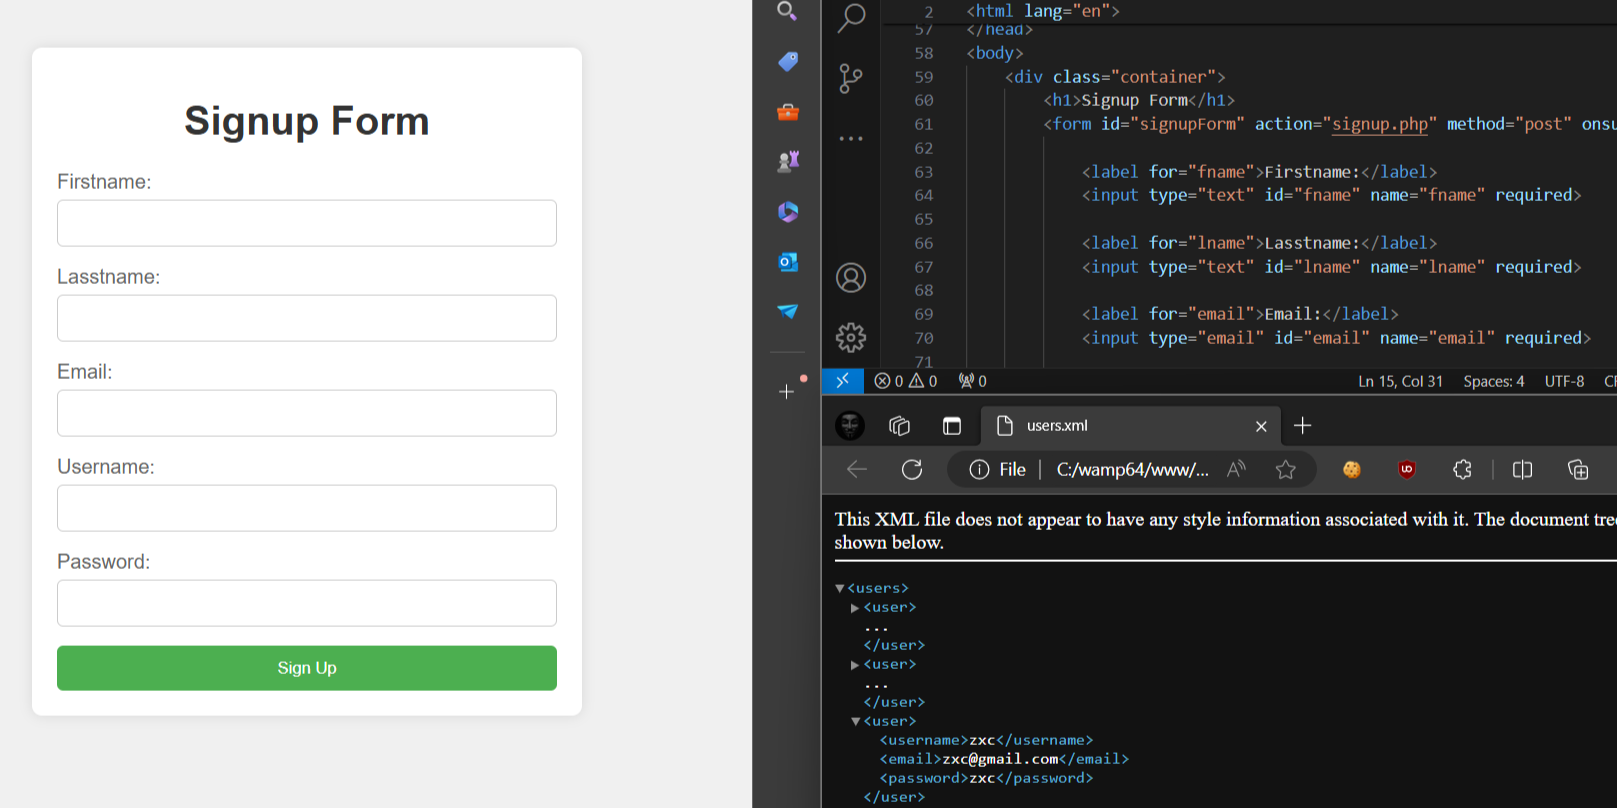 Signup Form
Firstname:
Lasstname:
Email:
Username:
Password:
Sign Up
2 <html lang="en">
57 </head>
58 <body>
59 <div class="container">
60 <h1>Signup Form</h1>
61 <form id="signupForm" action="signup.php" method="post" onsu
62
63 <label for="fname">Firstname:</label>
64 <input type="text" id="fname" name="fname" required>
65
66 <label for="lname">Lasstname:</label>
67 <input type="text" id="lname" name="lname" required>
68
69 <label for="email">Email:</label>
70 <input type="email" id="email" name="email" required>
71
0 0 0 Ln 15, Col 31 Spaces: 4 UTF-8 CR
users.xml
File C:/wamp64/www/...
This XML file does not appear to have any style information associated with it. The document tree
shown below.
<users>
<user>
...
</user>
<user>
...
</user>
<user>
<username>zxc</username>
<email>zxc@gmail.com</email>
<password>zxc</password>
</user>